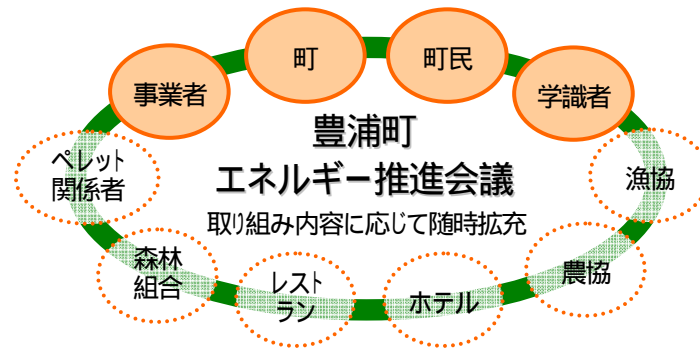 町
町民
事業者
学識者
豊浦町
エネルギー推進会議
取り組み内容に応じて随時拡充
ペレット
関係者
漁協
森林
組合
レスト
ラン
ホテル
農協